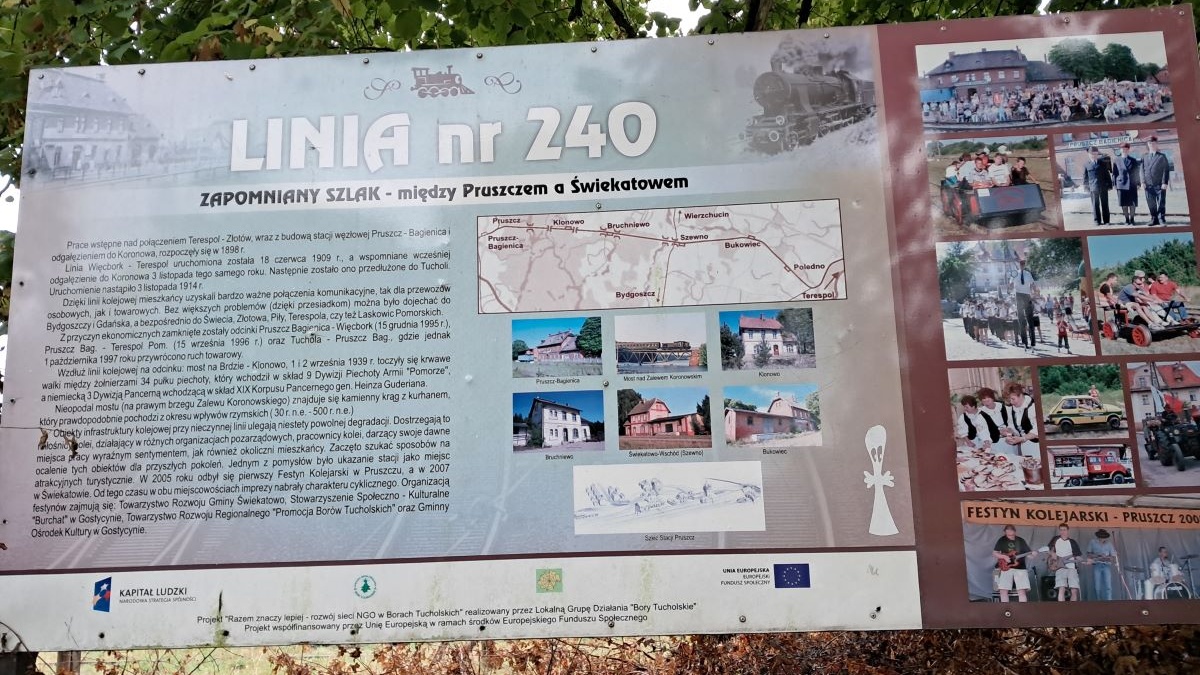 LINIA nr 240
ZAPOMNIANY SZLAK - między Pruszczem a Świekatowem
Prace wstępne nad połączeniem Terespol - Złotów, wraz z budową stacji węzłowej Pruszcz - Bagienica i
odgałęzieniem do Koronowa, rozpoczęły się w 1898 r.
Linia Więcbork - Terespol uruchomiona została 18 czerwca 1909 r., a wspomniane wcześniej
odgałęzienie do Koronowa 3 listopada tego samego roku. Następnie zostało ono przedłużone do Tucholi.
Uruchomienie nastąpiło 3 listopada 1914 r.
Dzięki linii kolejowej mieszkańcy uzyskali bardzo ważne połączenia komunikacyjne, tak dla przewozów
osobowych, jak i towarowych. Bez większych problemów (dzięki przesiadkom) można było dojechać do
Bydgoszczy i Gdańska, a bezpośrednio do Świecia, Złotowa, Piły, Terespola, czy też Laskowic Pomorskich.
Z przyczyn ekonomicznych zamknięte zostały odcinki Pruszcz Bagienica - Więcbork (15 grudnia 1995 r.),
Pruszcz Bag. - Terespol Pom. (15 września 1996 r.) oraz Tuchola - Pruszcz Bag., gdzie jednak
1 października 1997 roku przywrócono ruch towarowy.
Wzdłuż linii kolejowej na odcinku: most na Brdzie - Klonowo, 1 i 2 września 1939 r. toczyły się krwawe
walki między żołnierzami 34 pułku piechoty, który wchodził w skład 9 Dywizji Piechoty Armii "Pomorze",
a niemiecką 3 Dywizją Pancerną wchodzącą w skład XIX Korpusu Pancernego gen. Heinza Guderiana.
Nieopodal mostu (na prawym brzegu Zalewu Koronowskiego) znajduje się kamienny krąg z kurhanem,
który prawdopodobnie pochodzi z okresu wpływów rzymskich (30 r. n.e. - 500 r. n.e.)
Obiekty infrastruktury kolejowej przy nieczynnej linii ulegają niestety powolnej degradacji. Dostrzegają to
miłośnicy kolei, działający w różnych organizacjach pozarządowych, pracownicy kolei, darzący swoje dawne
miejsca pracy wyraźnym sentymentem, jak również okoliczni mieszkańcy. Zaczęto szukać sposobów na
ocalenie tych obiektów dla przyszłych pokoleń. Jednym z pomysłów było ukazanie stacji jako miejsc
atrakcyjnych turystycznie. W 2005 roku odbył się pierwszy Festyn Kolejarski w Pruszczu, a w 2007
w Świekatowie. Od tego czasu w obu miejscowościach imprezy nabrały charakteru cyklicznego. Organizacją
festynów zajmują się; Towarzystwo Rozwoju Gminy Świekatowo, Stowarzyszenie Społeczno - Kulturalne
"Burchat" w Gostycynie, Towarzystwo Rozwoju Regionalnego "Promocja Borów Tucholskich" oraz Gminny
Ośrodek Kultury w Gostycynie.
Pruszcz
Klonowo
Bruchniewo
Wierzchucin
Szewno
Pruszcz-
Bagienica
Bukowiec
Poledno
Bydgoszcz
Terespol
Pruszcz-Bagienica
Most nad Zalewem Koronowskim
Klonowo
Bruchniewo
Świekatowo-Wschód (Szewno)
Bukowiec
Szkic Stacji Pruszcz
FESTYN KOLEJARSKI - PRUSZCZ 200
KAPITAŁ LUDZKI
NARODOWA STRATEGIA SPÓJNOŚCI
UNIA EUROPEJSKA
EUROPEJSKI
FUNDUSZ SPOŁECZNY
Projekt "Razem znaczy lepiej - rozwój sieci NGO w Borach Tucholskich" realizowany przez Lokalną Grupę Działania "Bory Tucholskie"
Projekt współfinansowany przez Unię Europejską w ramach środków Europejskiego Funduszu Społecznego